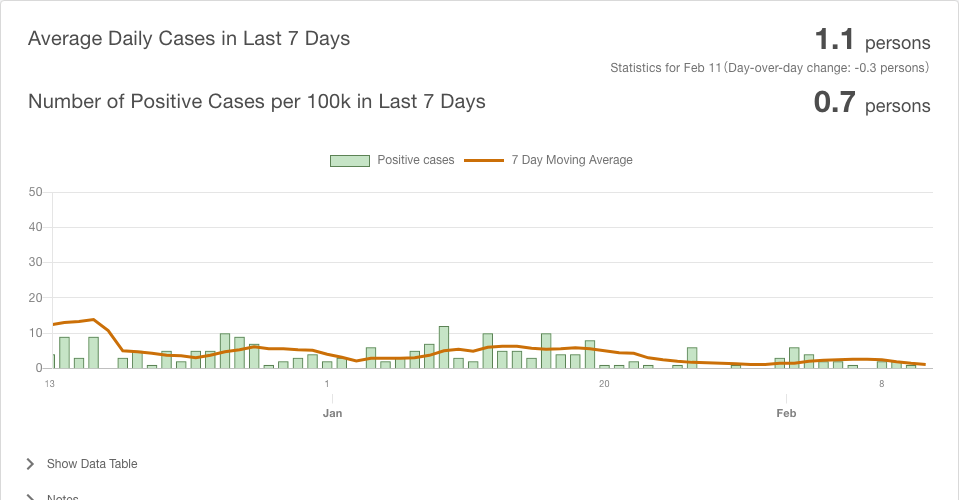 Average Daily Cases in Last 7 Days
1.1 persons
Statistics for Feb 11 (Day-over-day change: -0.3 persons)
Number of Positive Cases per 100k in Last 7 Days
0.7 persons
Positive cases
7 Day Moving Average
50
40
30
20
10
0
13
1
20
8
Jan
Feb
Show Data Table
Notes